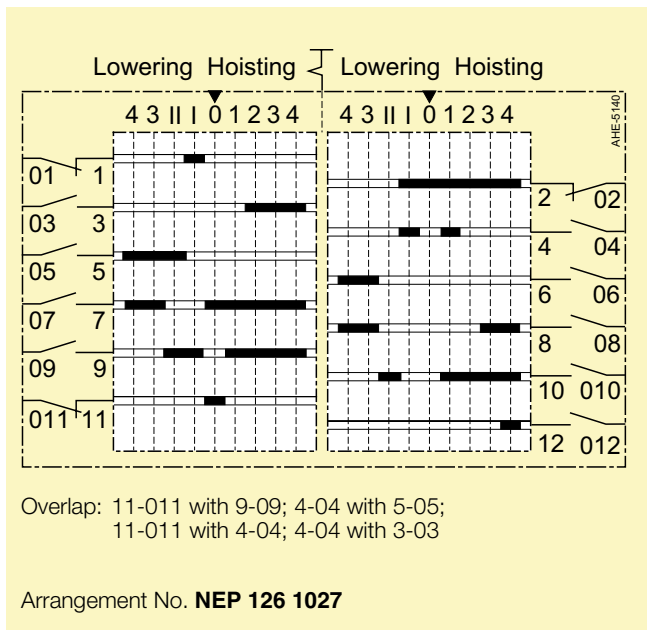 Lowering Hoisting Lowering Hoisting
4 3 II I 0 1 2 3 4 4 3 II I 0 1 2 3 4
AHE-5140
01 1
2 02
03 3
4 04
05 5
6 06
07 7
8 08
09 9
10 010
011 11
12 012
Overlap: 11-011 with 9-09; 4-04 with 5-05;
11-011 with 4-04; 4-04 with 3-03
Arrangement No. NEP 126 1027